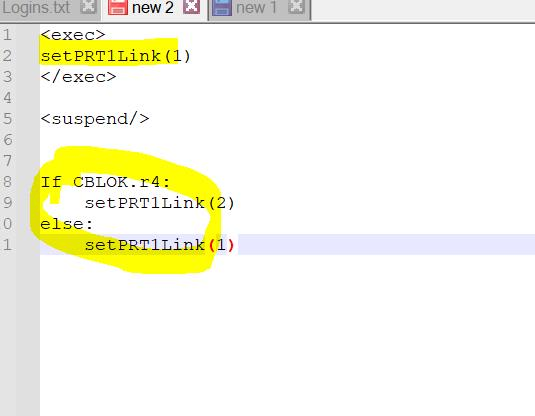 Logins.txt new 2 new 1
1 <exec>
2 setPRT1Link(1)
3 </exec>
4
5 <suspend/>
6
7
8 If CBLOK.r4:
9     setPRT1Link(2)
0 else:
1     setPRT1Link(1)